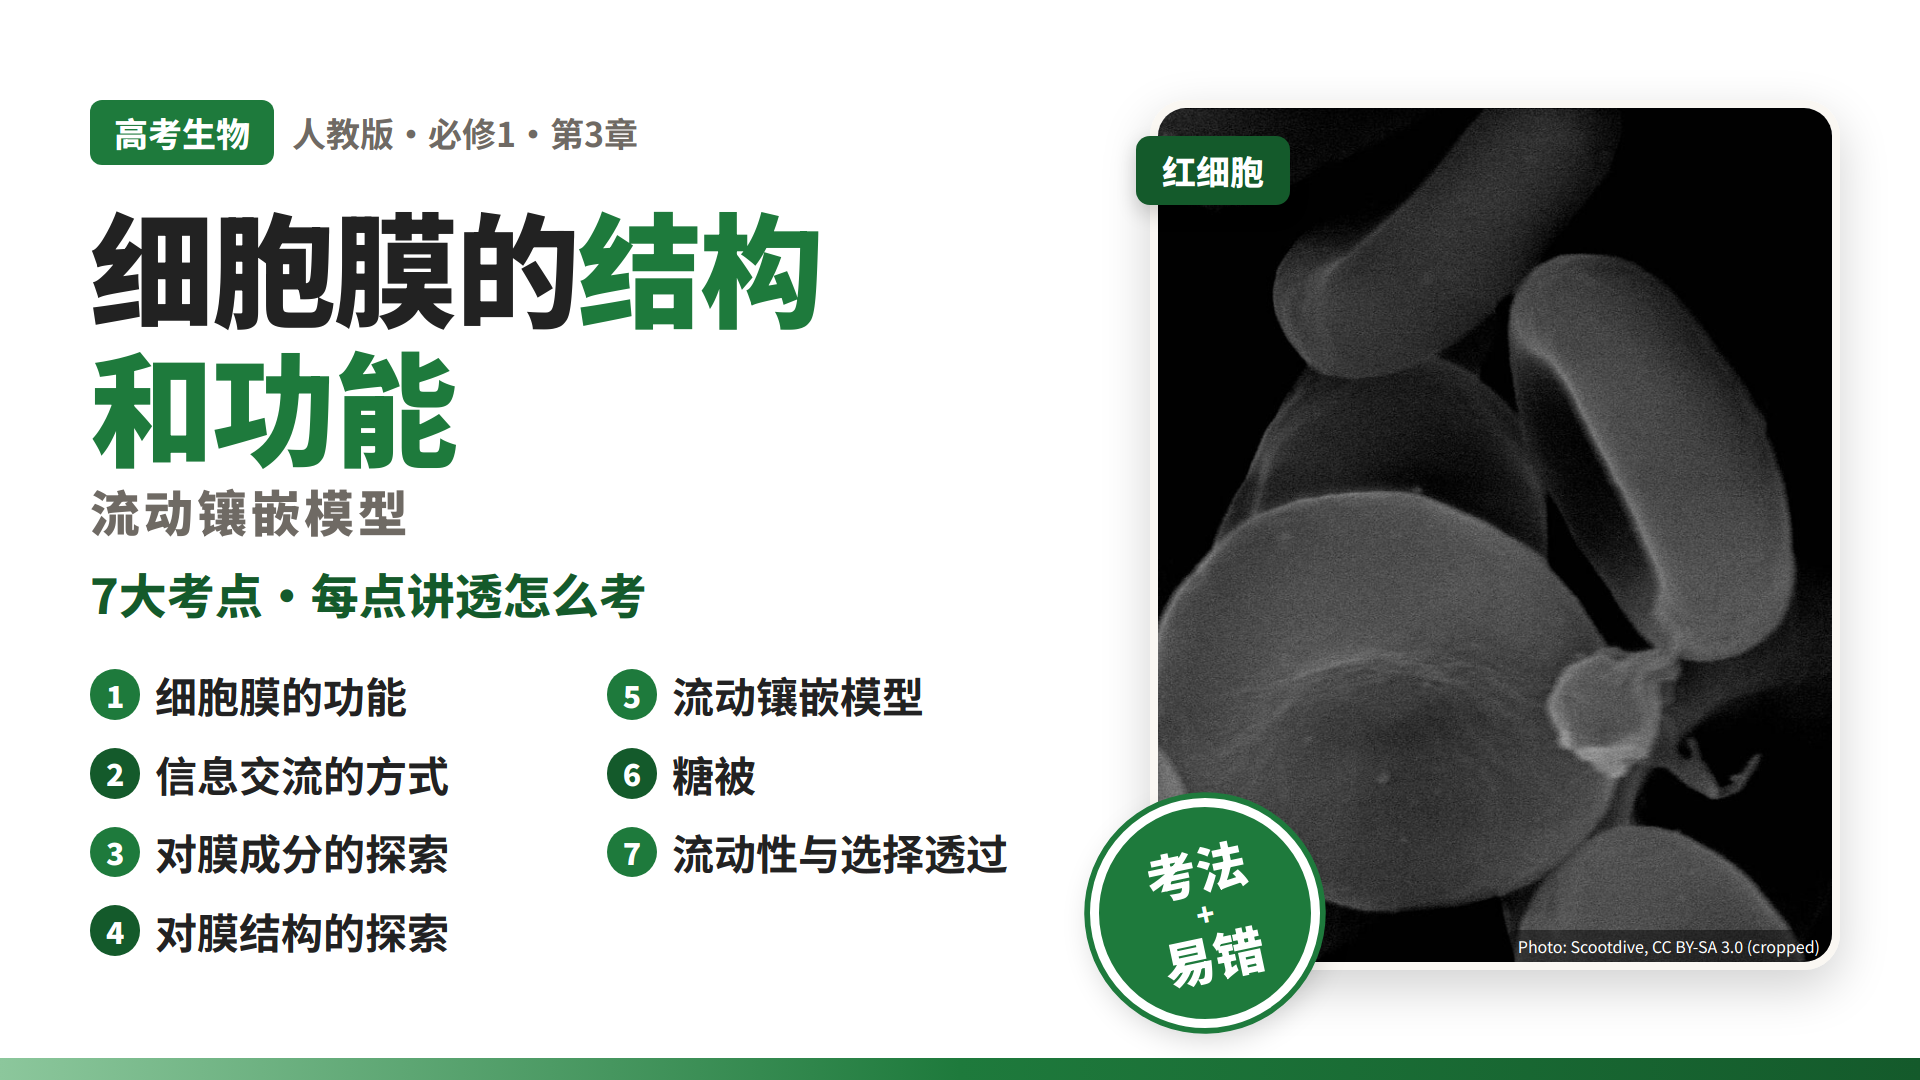 高考生物
人教版·必修1·第3章
细胞膜的结构
和功能
流动镶嵌模型
7大考点·每点讲透怎么考
1 细胞膜的功能
2 信息交流的方式
3 对膜成分的探索
4 对膜结构的探索
5 流动镶嵌模型
6 糖被
7 流动性与选择透过
红细胞
考法
+
易错
Photo: Scootdive, CC BY-SA 3.0 (cropped)